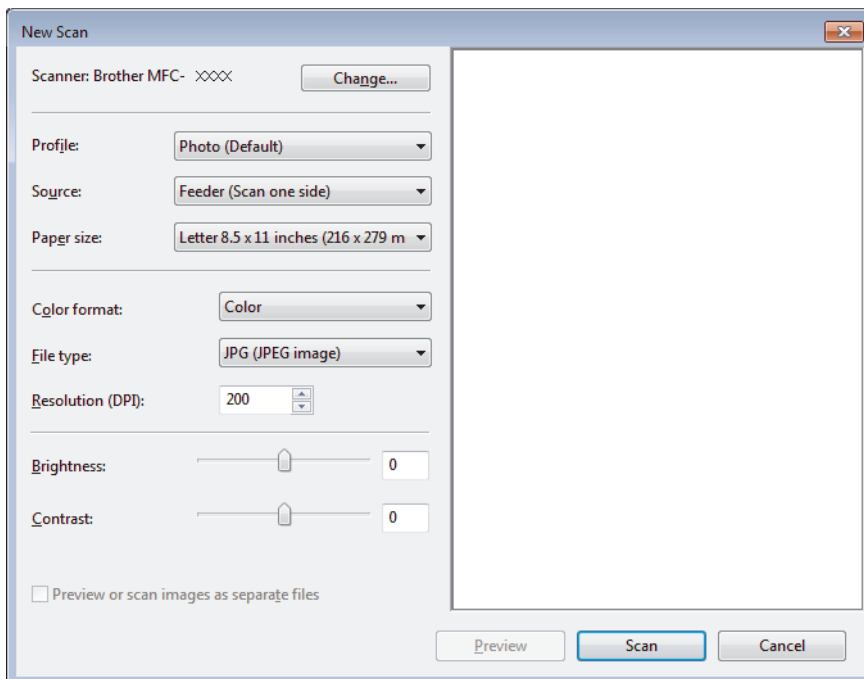 New Scan
Scanner: Brother MFC- XXXX
Change...
Profile:
Photo (Default)
Source:
Feeder (Scan one side)
Paper size:
Letter 8.5 x 11 inches (216 x 279 m
Color format:
Color
File type:
JPG (JPEG image)
Resolution (DPI):
200
Brightness:
0
Contrast:
0
Preview or scan images as separate files
Preview
Scan
Cancel